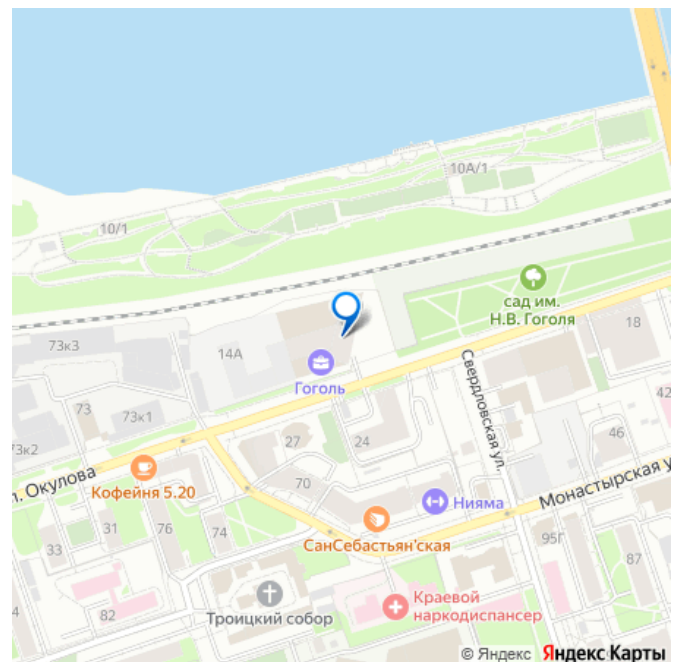 10А/1
10/1
сад им.
Н.В. Гоголя
18
73к3
14А
Гоголь
Свердловская ул.
42
73
73к1
46
73к2
27
24
л. Окулова
Кофейня 5.20
70
Нияма
Монастырская у
31
76
74
СанСебастьян'ская
95Г
33
87
4
82
Троицкий собор
Краевой
наркодиспансер
© Яндекс Яндекс Карты